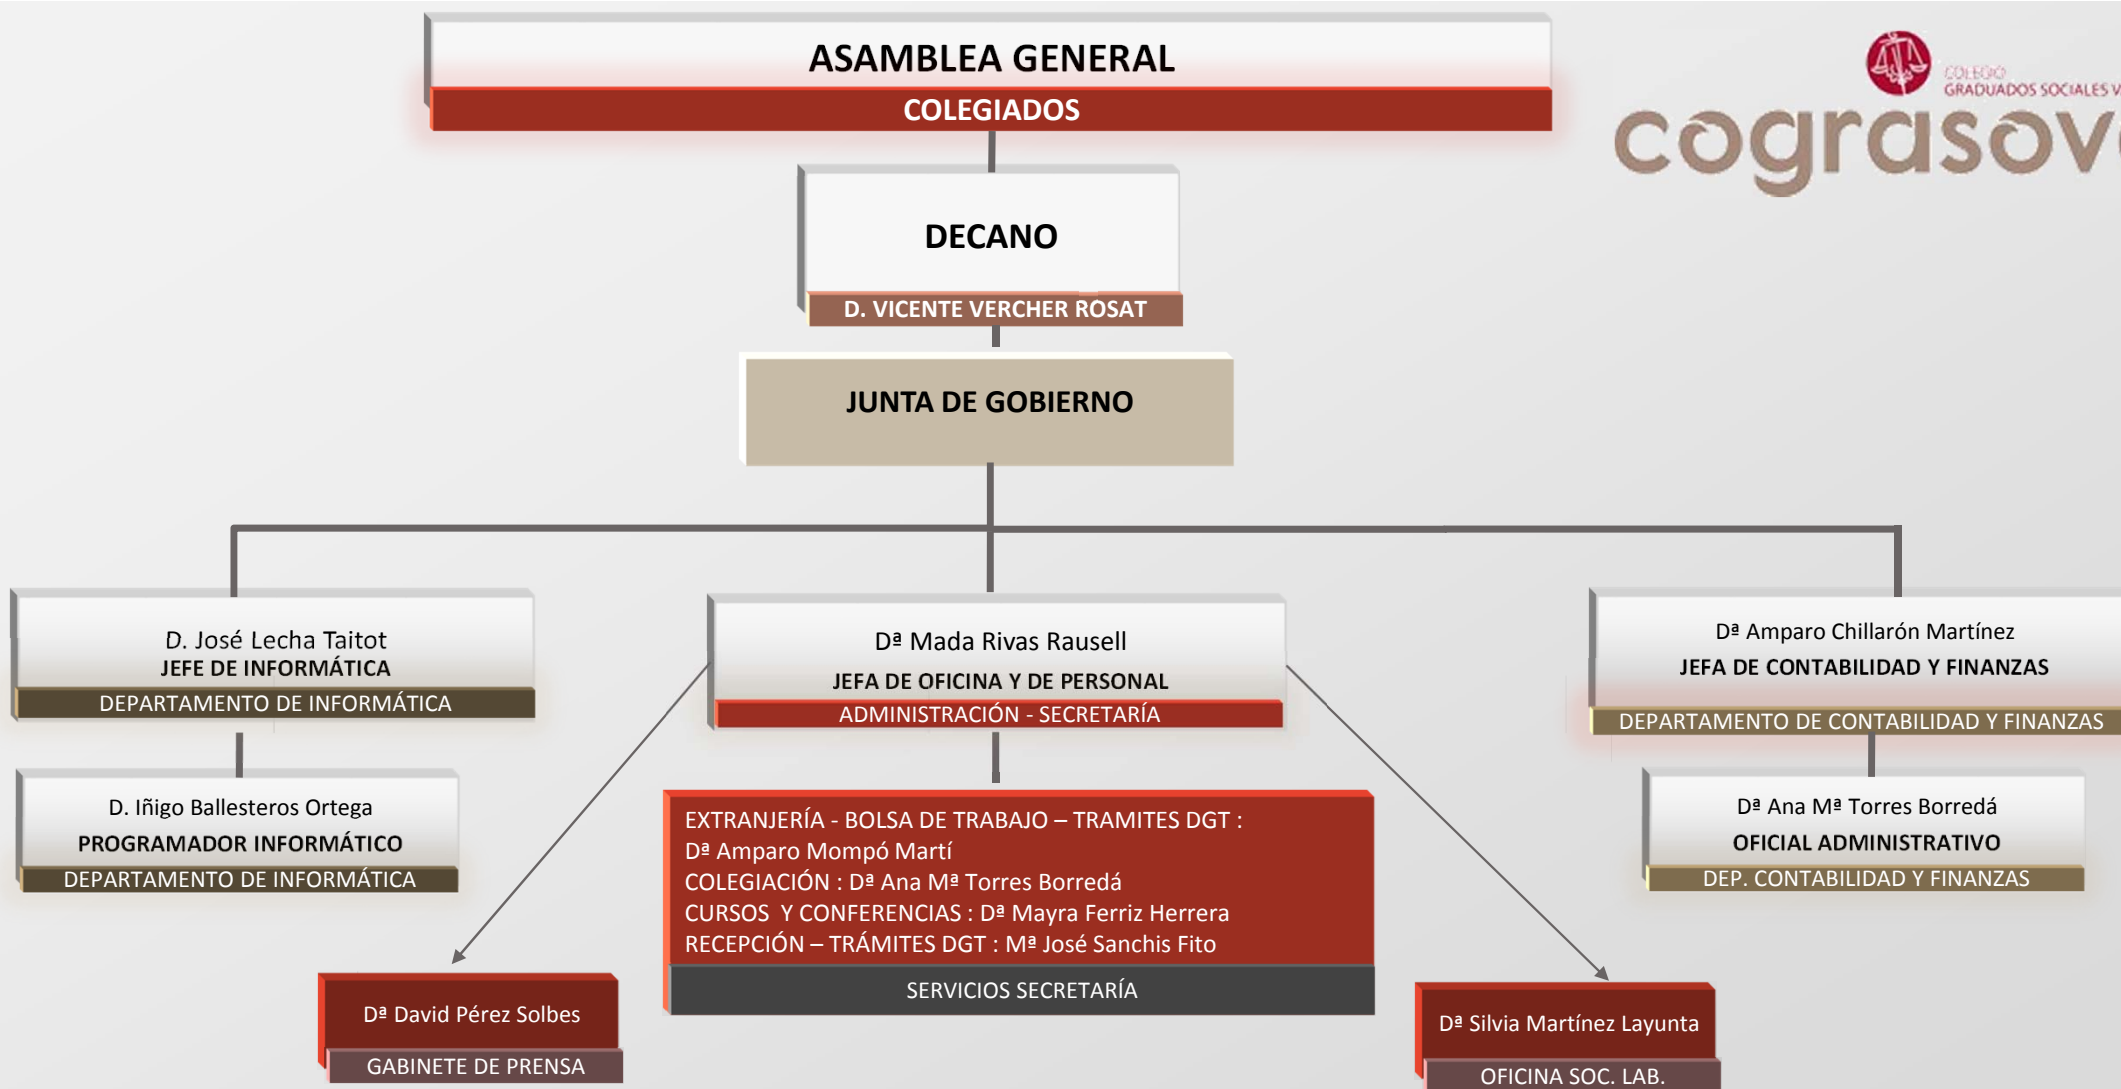 ASAMBLEA GENERAL
COLEGIADOS
COLEGIO
GRADUADOS SOCIALES
cograsov
DECANO
D. VICENTE VERCHER ROSAT
JUNTA DE GOBIERNO
D. José Lecha Taitot
JEFE DE INFORMÁTICA
DEPARTAMENTO DE INFORMÁTICA
Dª Mada Rivas Rausell
JEFA DE OFICINA Y DE PERSONAL
ADMINISTRACIÓN - SECRETARÍA
Dª Amparo Chillarón Martínez
JEFA DE CONTABILIDAD Y FINANZAS
DEPARTAMENTO DE CONTABILIDAD Y FINANZAS
D. Iñigo Ballesteros Ortega
PROGRAMADOR INFORMÁTICO
DEPARTAMENTO DE INFORMÁTICA
EXTRANJERÍA - BOLSA DE TRABAJO – TRAMITES DGT :
Dª Amparo Mompó Martí
COLEGIACIÓN : Dª Ana Mª Torres Borredá
CURSOS Y CONFERENCIAS : Dª Mayra Ferriz Herrera
RECEPCIÓN – TRÁMITES DGT : Mª José Sanchis Fito
SERVICIOS SECRETARÍA
Dª Ana Mª Torres Borredá
OFICIAL ADMINISTRATIVO
DEP. CONTABILIDAD Y FINANZAS
Dª David Pérez Solbes
GABINETE DE PRENSA
Dª Silvia Martínez Layunta
OFICINA SOC. LAB.